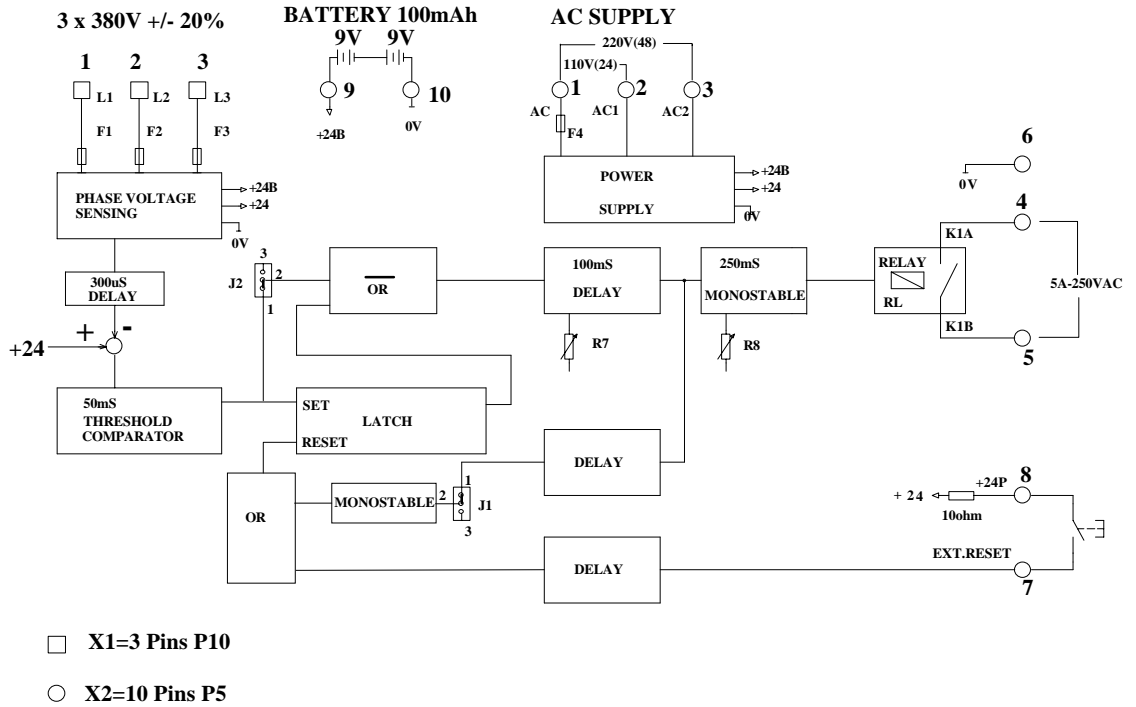 3 x 380V +/- 20%
BATTERY 100mAh
AC SUPPLY
9V
9V
220V(48)
110V(24)
1
2
3
L1
L2
L3
F1
F2
F3
9
10
+24B
0V
1
2
3
AC
AC1
AC2
F4
PHASE VOLTAGE
SENSING
+24B
+24
0V
POWER
SUPPLY
+24B
+24
0V
6
0V
4
K1A
RELAY
RL
K1B
5
5A-250VAC
300uS
DELAY
+
-
+24
3
J2
2
1
OR
100mS
DELAY
R7
250mS
MONOSTABLE
R8
50mS
THRESHOLD
COMPARATOR
SET
LATCH
RESET
OR
MONOSTABLE
2
1
J1
3
DELAY
DELAY
+ 24
+24P
8
10ohm
EXT.RESET
7
X1=3 Pins P10
X2=10 Pins P5